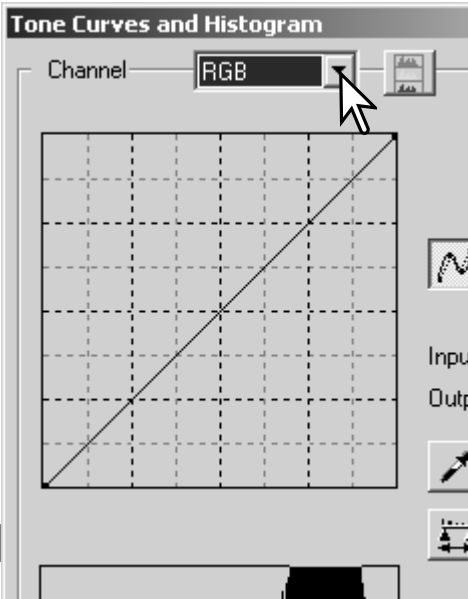 Tone Curves and Histogram
Channel
RGB
Inpu
Outp